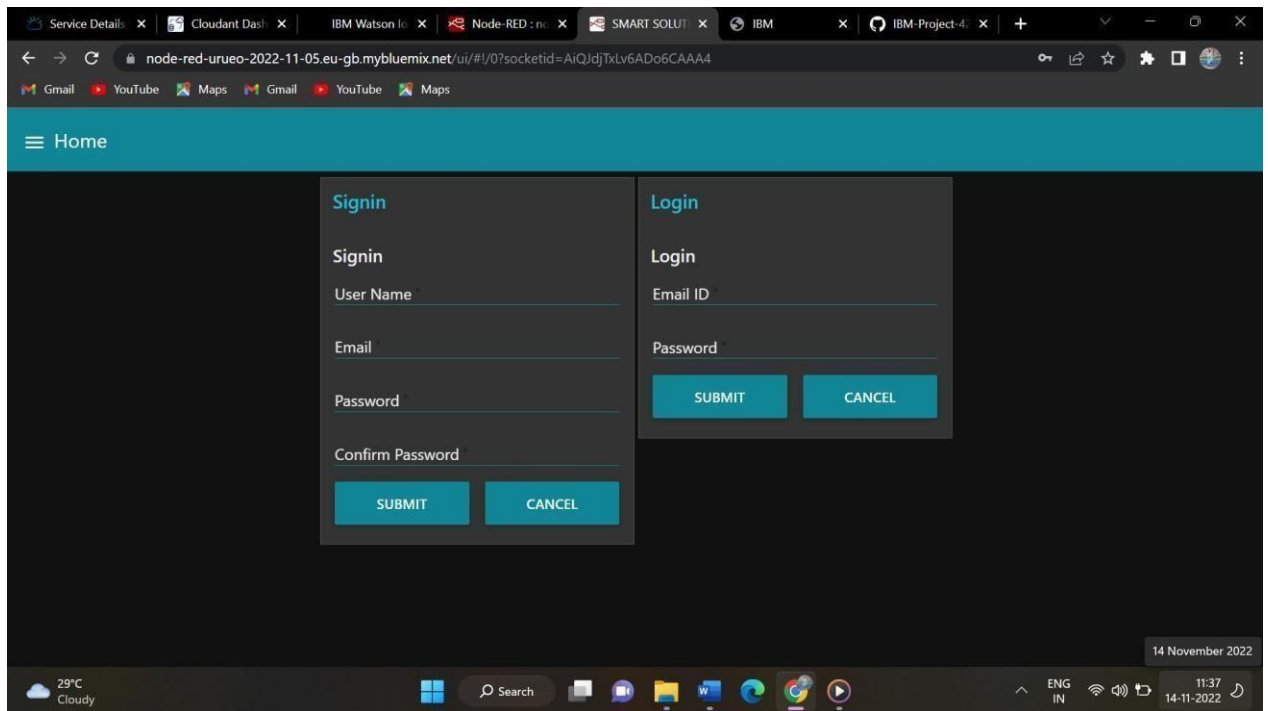 Service Details
Cloudant Dash
IBM Watson Io
Node-RED : no
SMART SOLUTI
IBM
IBM-Project-42
node-red-urueo-2022-11-05.eu-gb.mybluemix.net/ui/#!/0?socketid=AiQJdjTxLv6ADo6CAAA4
Gmail YouTube Maps Gmail YouTube Maps
Home
Signin
Signin
User Name *
Email *
Password *
Confirm Password *
SUBMIT CANCEL
Login
Login
Email ID *
Password *
SUBMIT CANCEL
14 November 2022
29°C
Cloudy
Search
ENG
IN
11:37
14-11-2022